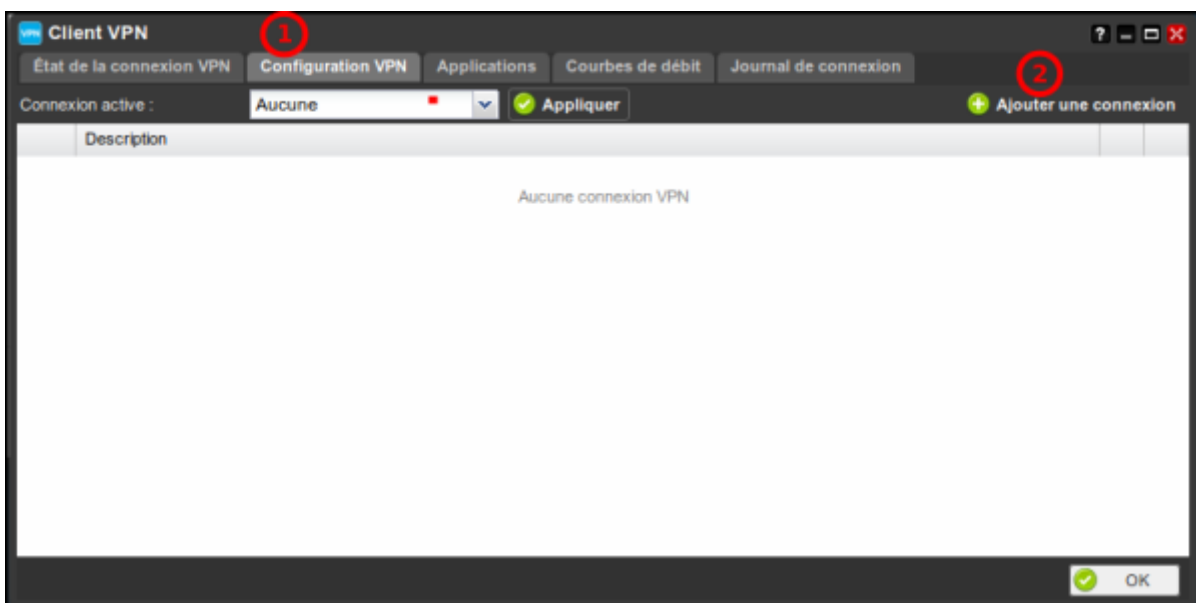 VPN Client VPN
1
État de la connexion VPN Configuration VPN Applications Courbes de débit Journal de connexion
2
Connexion active : Aucune Appliquer Ajouter une connexion
Description
Aucune connexion VPN
OK